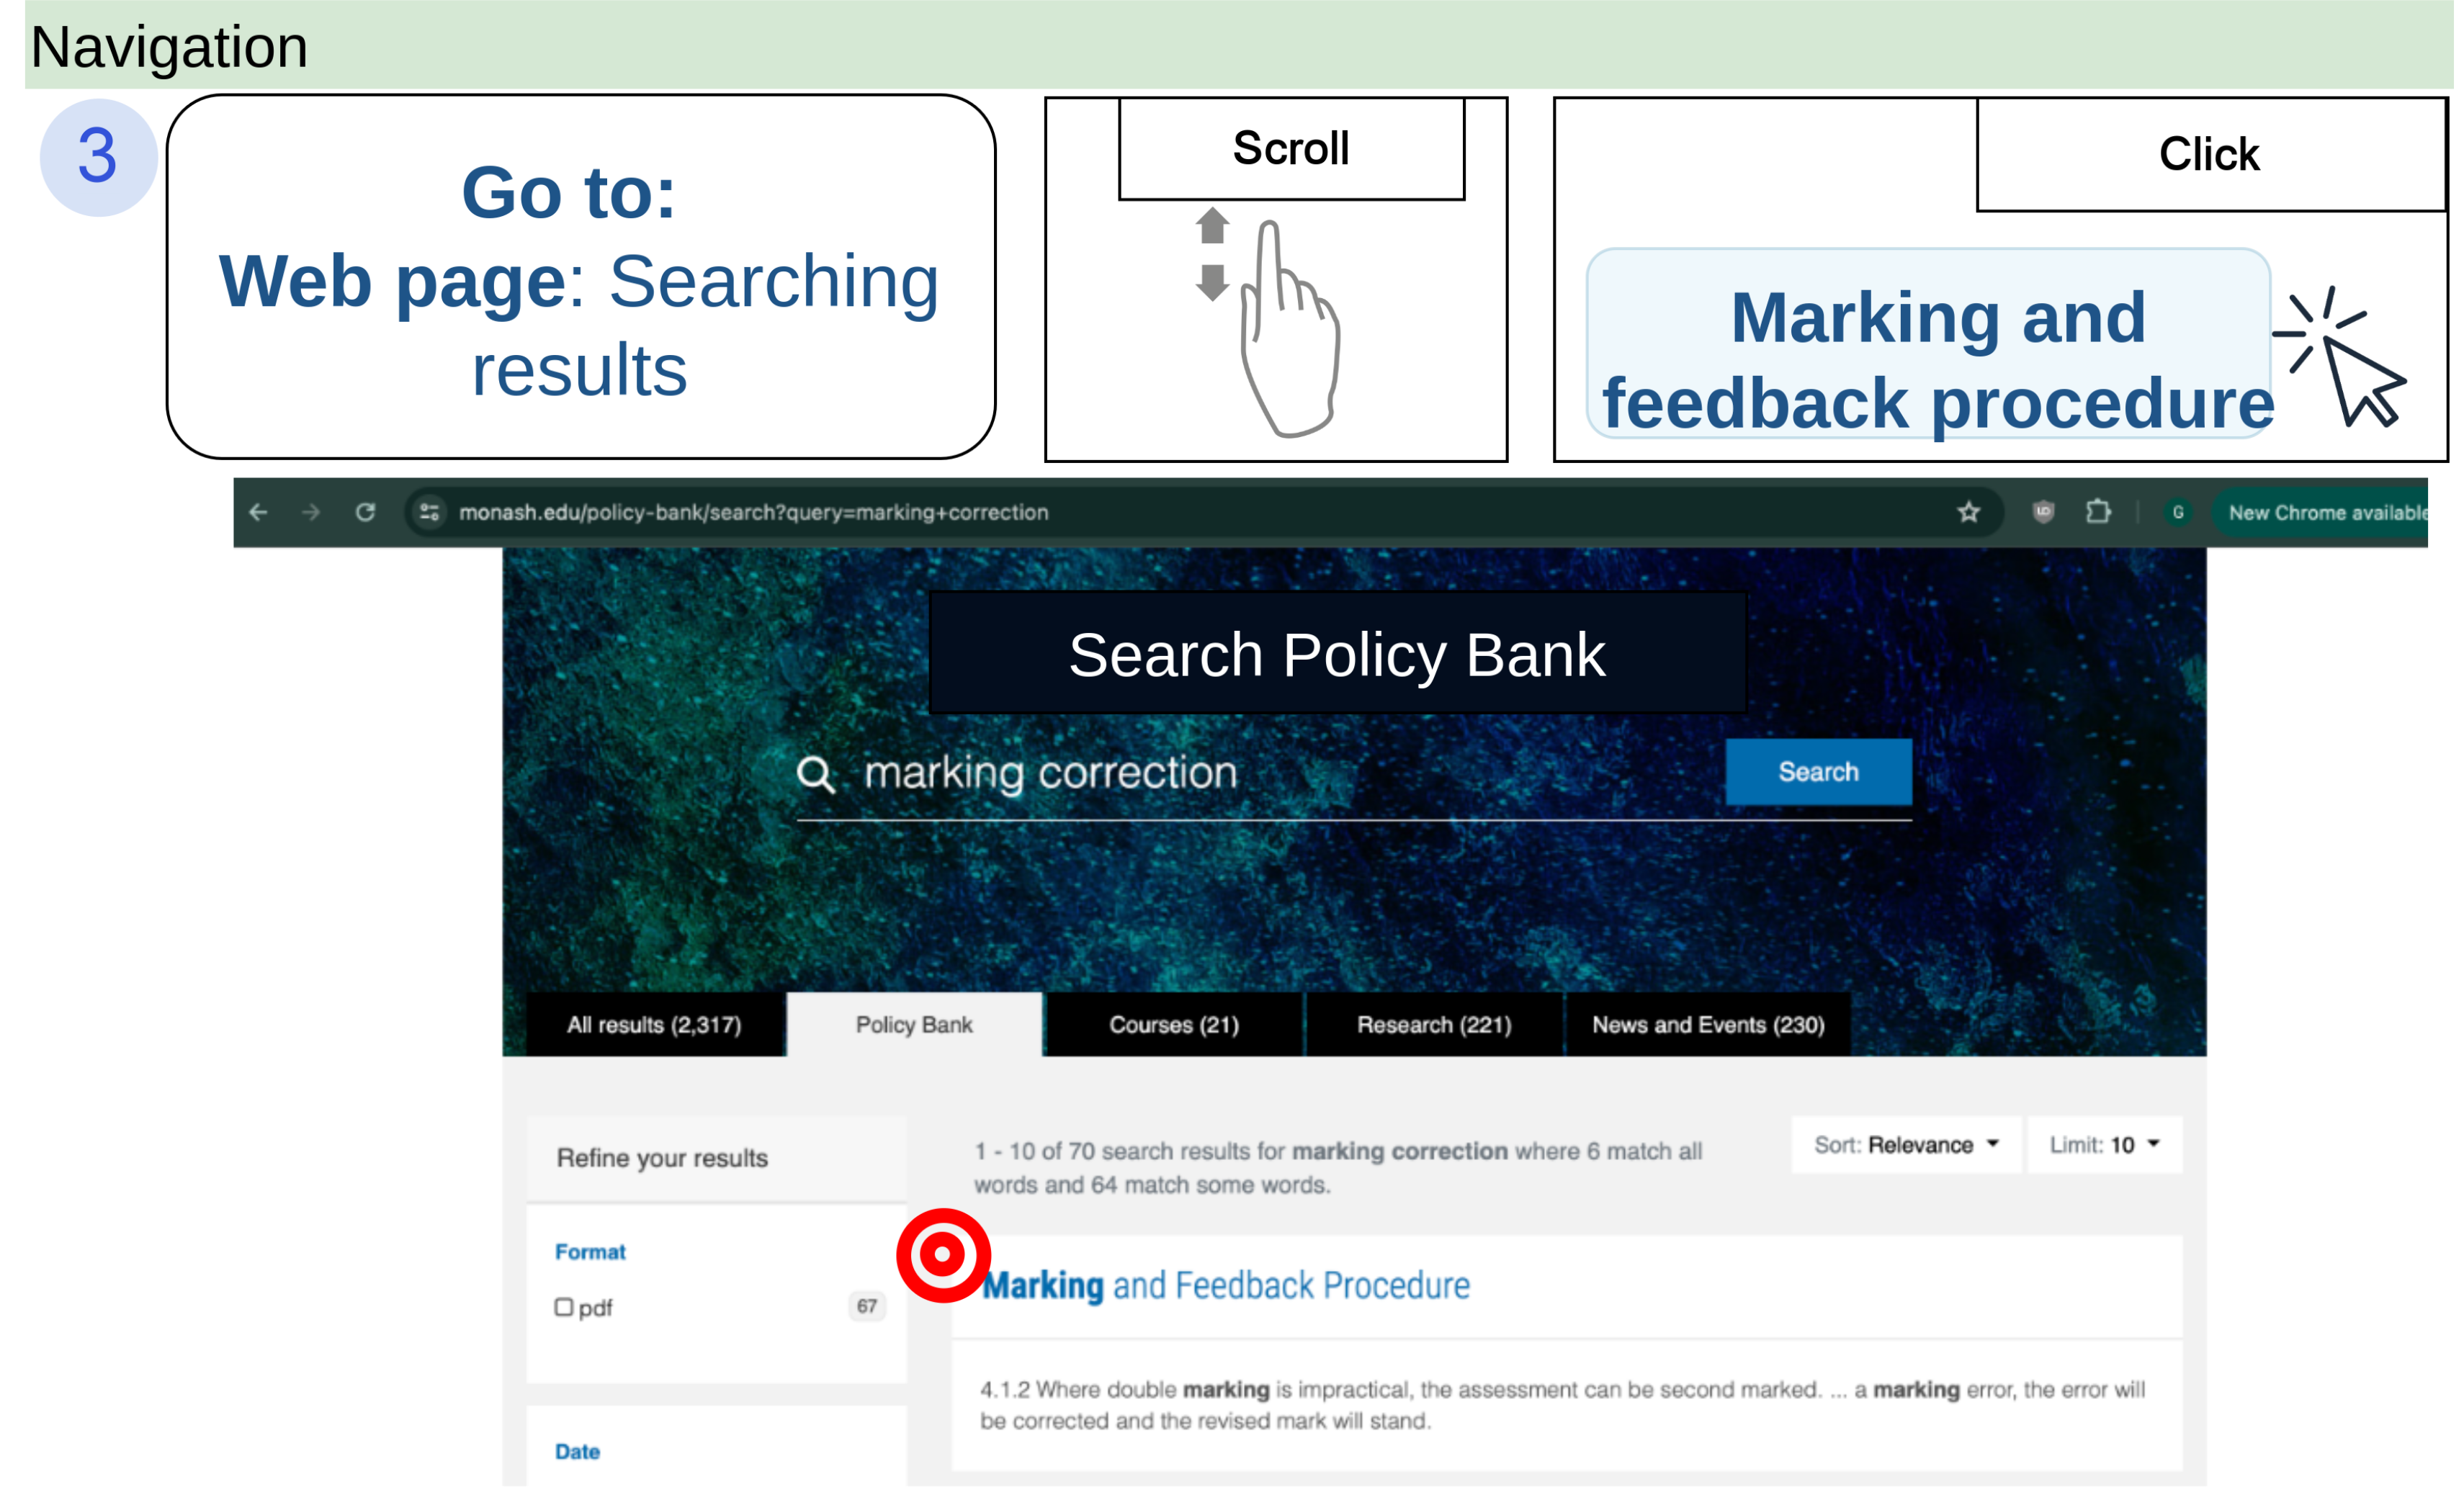 Navigation
3
Go to:
Web page: Searching
results
Scroll
Click
Marking and
feedback procedure
monash.edu/policy-bank/search?query=marking+correction
G
New Chrome available
Search Policy Bank
marking correction
Search
All results (2,317)
Policy Bank
Courses (21)
Research (221)
News and Events (230)
Refine your results
1 - 10 of 70 search results for marking correction where 6 match all
words and 64 match some words.
Sort: Relevance
Limit: 10
Format
pdf
67
Marking and Feedback Procedure
4.1.2 Where double marking is impractical, the assessment can be second marked. ... a marking error, the error will
be corrected and the revised mark will stand.
Date